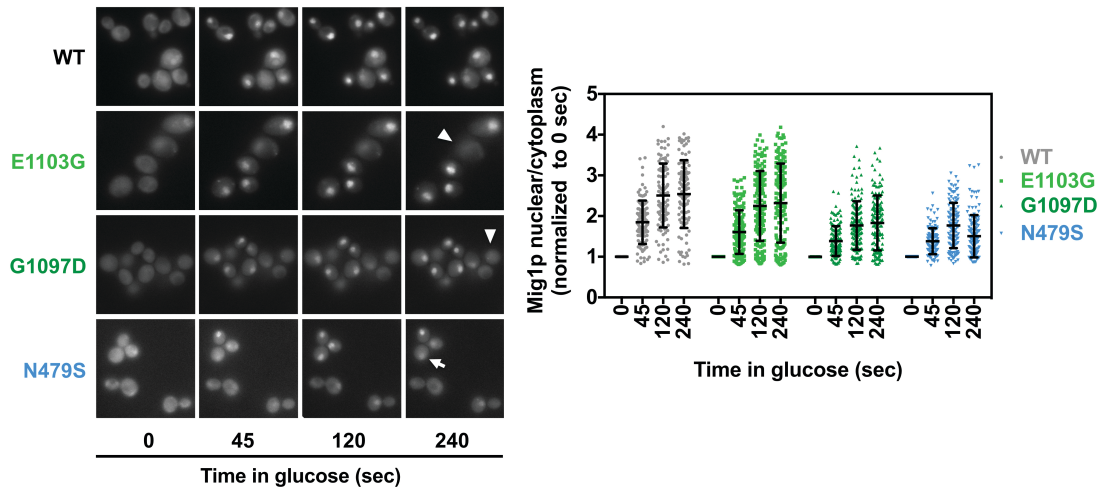 WT
E1103G
G1097D
N479S
0 45 120 240
Time in glucose (sec)
Mig1p nuclear/cytoplasm
(normalized to 0 sec)
5
4
3
2
1
0
0 45 120 240 0 45 120 240 0 45 120 240 0 45 120 240
Time in glucose (sec)
WT
E1103G
G1097D
N479S